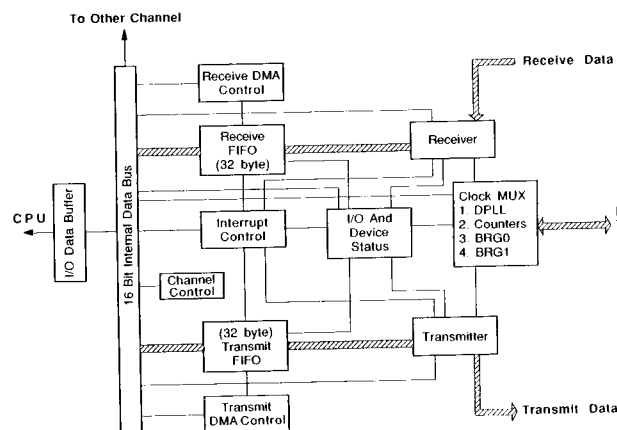 To Other Channel
Receive DMA
Control
Receive Data
Receive
FIFO
(32 byte)
Receiver
CPU
I/O Data Buffer
16 Bit Internal Data Bus
Interrupt
Control
I/O And
Device
Status
Clock MUX
1. DPLL
2. Counters
3. BRG0
4. BRG1
Channel
Control
(32 byte)
Transmit
FIFO
Transmitter
Transmit
DMA Control
Transmit Data